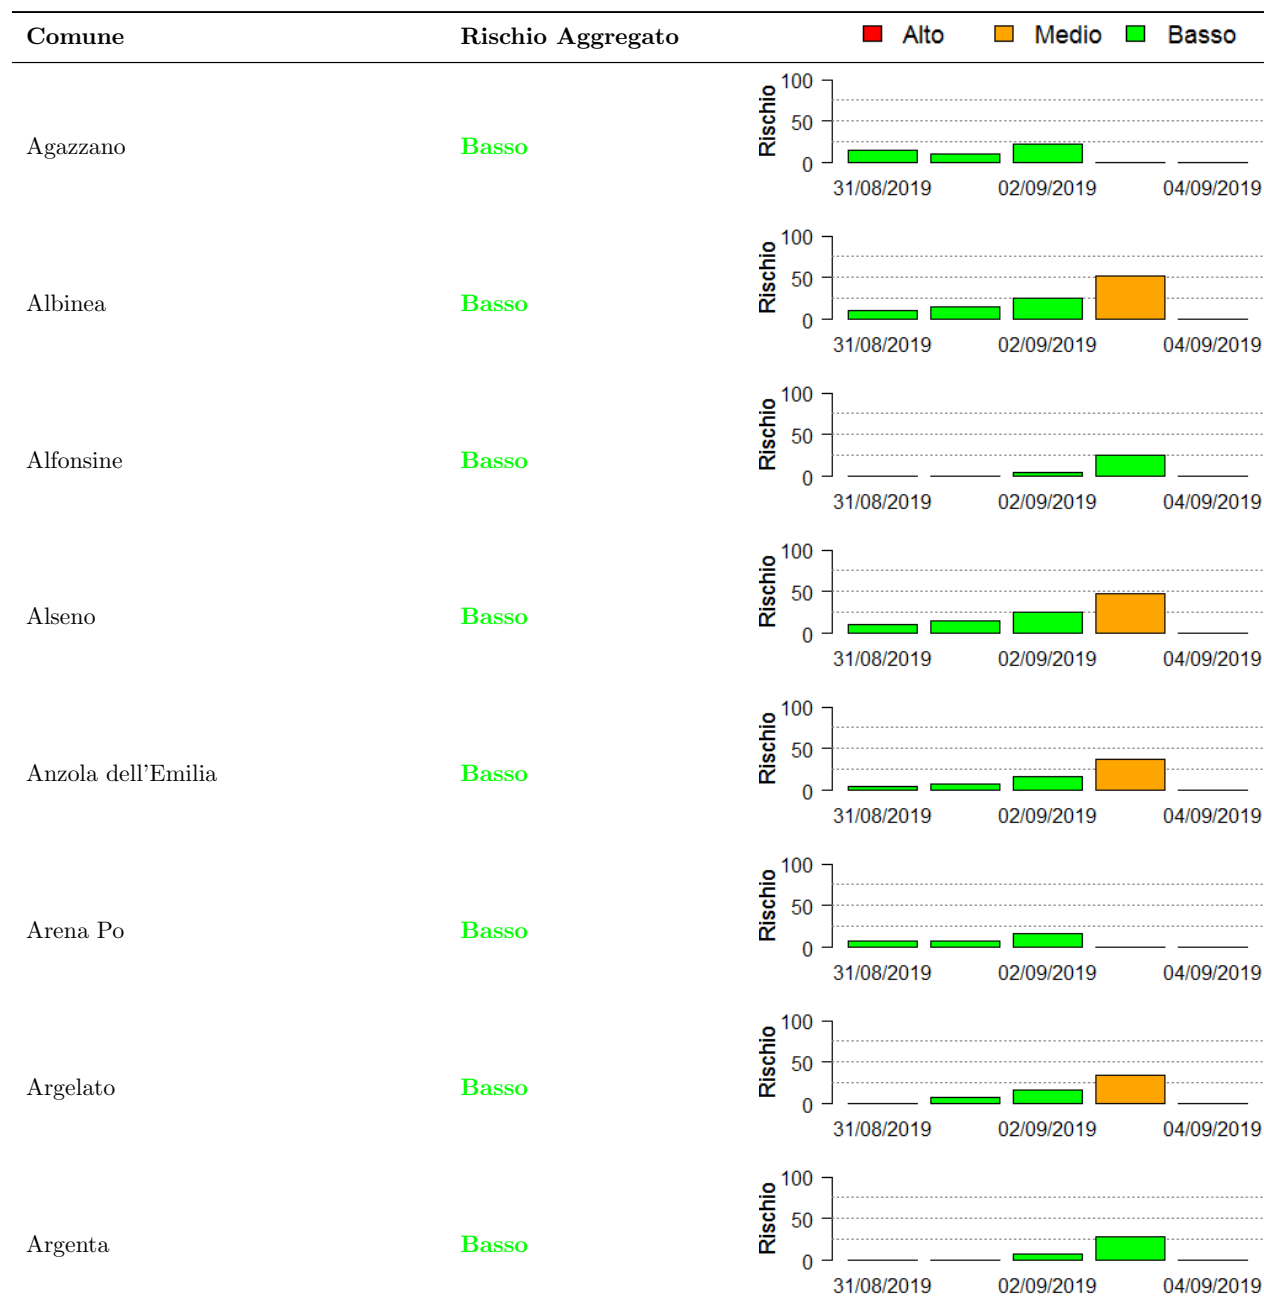 Comune Rischio Aggregato Alto Medio Basso
100
50
0
Rischio
Agazzano Basso
31/08/2019 02/09/2019 04/09/2019
100
50
0
Rischio
Albinea Basso
31/08/2019 02/09/2019 04/09/2019
100
50
0
Rischio
Alfonsine Basso
31/08/2019 02/09/2019 04/09/2019
100
50
0
Rischio
Alseno Basso
31/08/2019 02/09/2019 04/09/2019
100
50
0
Rischio
Anzola dell'Emilia Basso
31/08/2019 02/09/2019 04/09/2019
100
50
0
Rischio
Arena Po Basso
31/08/2019 02/09/2019 04/09/2019
100
50
0
Rischio
Argelato Basso
31/08/2019 02/09/2019 04/09/2019
100
50
0
Rischio
Argenta Basso
31/08/2019 02/09/2019 04/09/2019